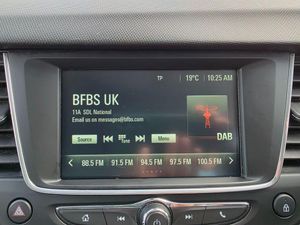 TP 19°C 10:25 AM
BFBS UK
11A SDL National
Email us on messages@bfbs.com
Source Tune Menu
DAB
88.5 FM 91.5 FM 94.5 FM 97.5 FM 100.5 FM